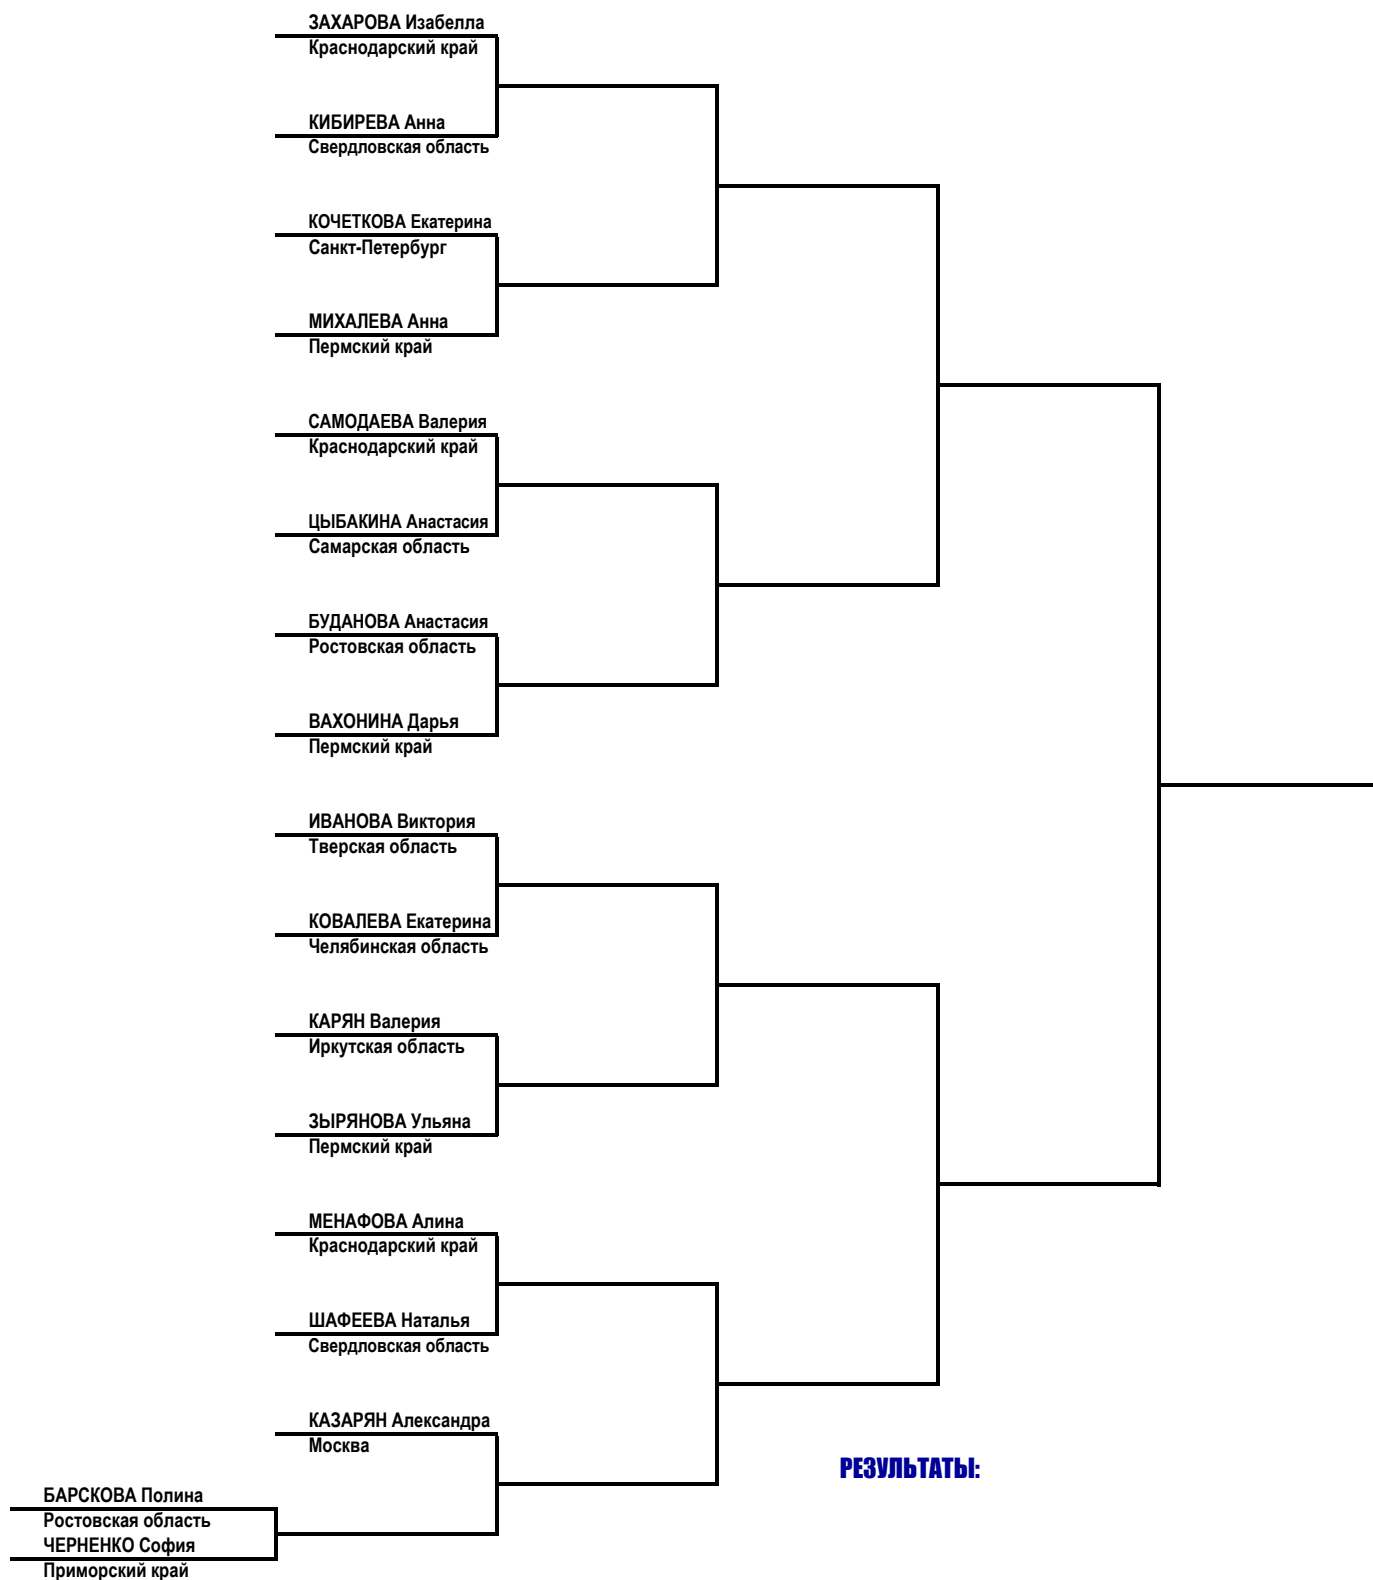 ЗАХАРОВА Изабелла
Краснодарский край
КИБИРЕВА Анна
Свердловская область
КОЧЕТКОВА Екатерина
Санкт-Петербург
МИХАЛЕВА Анна
Пермский край
САМОДАЕВА Валерия
Краснодарский край
ЦЫБАКИНА Анастасия
Самарская область
БУДАНОВА Анастасия
Ростовская область
ВАХОНИНА Дарья
Пермский край
ИВАНОВА Виктория
Тверская область
КОВАЛЕВА Екатерина
Челябинская область
КАРЯН Валерия
Иркутская область
ЗЫРЯНОВА Ульяна
Пермский край
МЕНАФОВА Алина
Краснодарский край
ШАФЕЕВА Наталья
Свердловская область
КАЗАРЯН Александра
Москва
РЕЗУЛЬТАТЫ:
БАРСКОВА Полина
Ростовская область
ЧЕРНЕНКО София
Приморский край